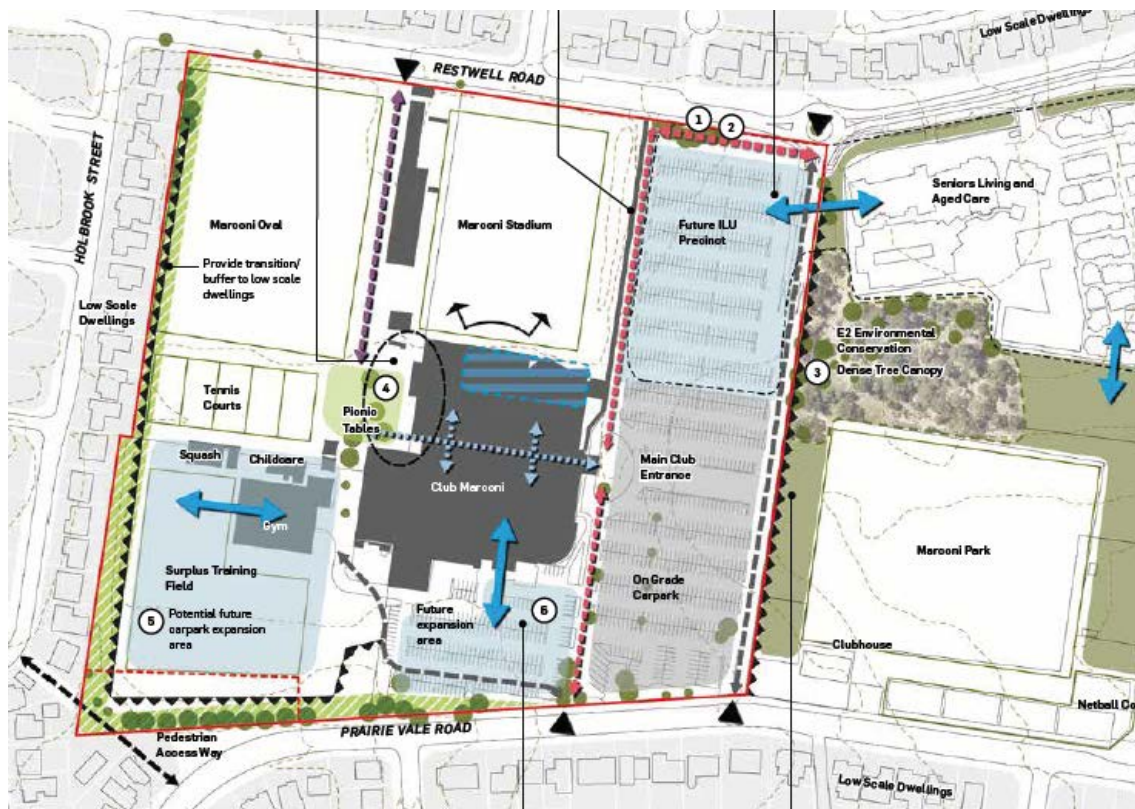 Low Scale Dwellings
RESTWELL ROAD
1
2
HOLBROOK STREET
Marconi Oval
Marconi Stadium
Future ILU
Precinct
Seniors Living and
Aged Care
Provide transition/
buffer to low scale
dwellings
Low Scale
Dwellings
E2 Environmental
Conservation
3
Dense Tree Canopy
Tennis
Courts
4
Picnic
Tables
Squash
Childcare
Club Marconi
Main Club
Entrance
Gym
Marconi Park
Surplus Training
Field
5
Potential future
carpark expansion
area
Future
expansion
area
6
On Grade
Carpark
Clubhouse
Netball Co
Pedestrian
Access Way
PRAIRIE VALE ROAD
Low Scale Dwellings